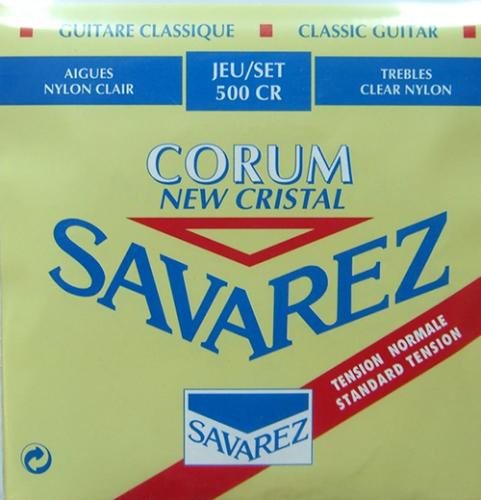 GUITARE CLASSIQUE CLASSIC GUITAR
AIGUES
NYLON CLAIR
JEU/SET
500 CR
TREBLES
CLEAR NYLON
CORUM
NEW CRISTAL
SAVAREZ
TENSION NORMALE
STANDARD TENSION
SAVAREZ